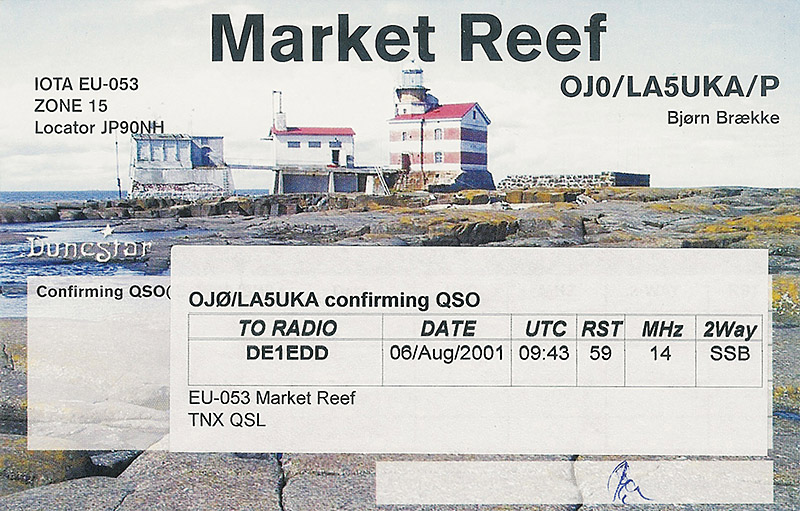 Market Reef
IOTA EU-053
ZONE 15
Locator JP90NH
OJ0/LA5UKA/P
Bjørn Brække
DuncStar
Confirming QSO(
OJØ/LA5UKA confirming QSO
TO RADIO DATE UTC RST MHz 2Way
DE1EDD 06/Aug/2001 09:43 59 14 SSB
EU-053 Market Reef
TNX QSL